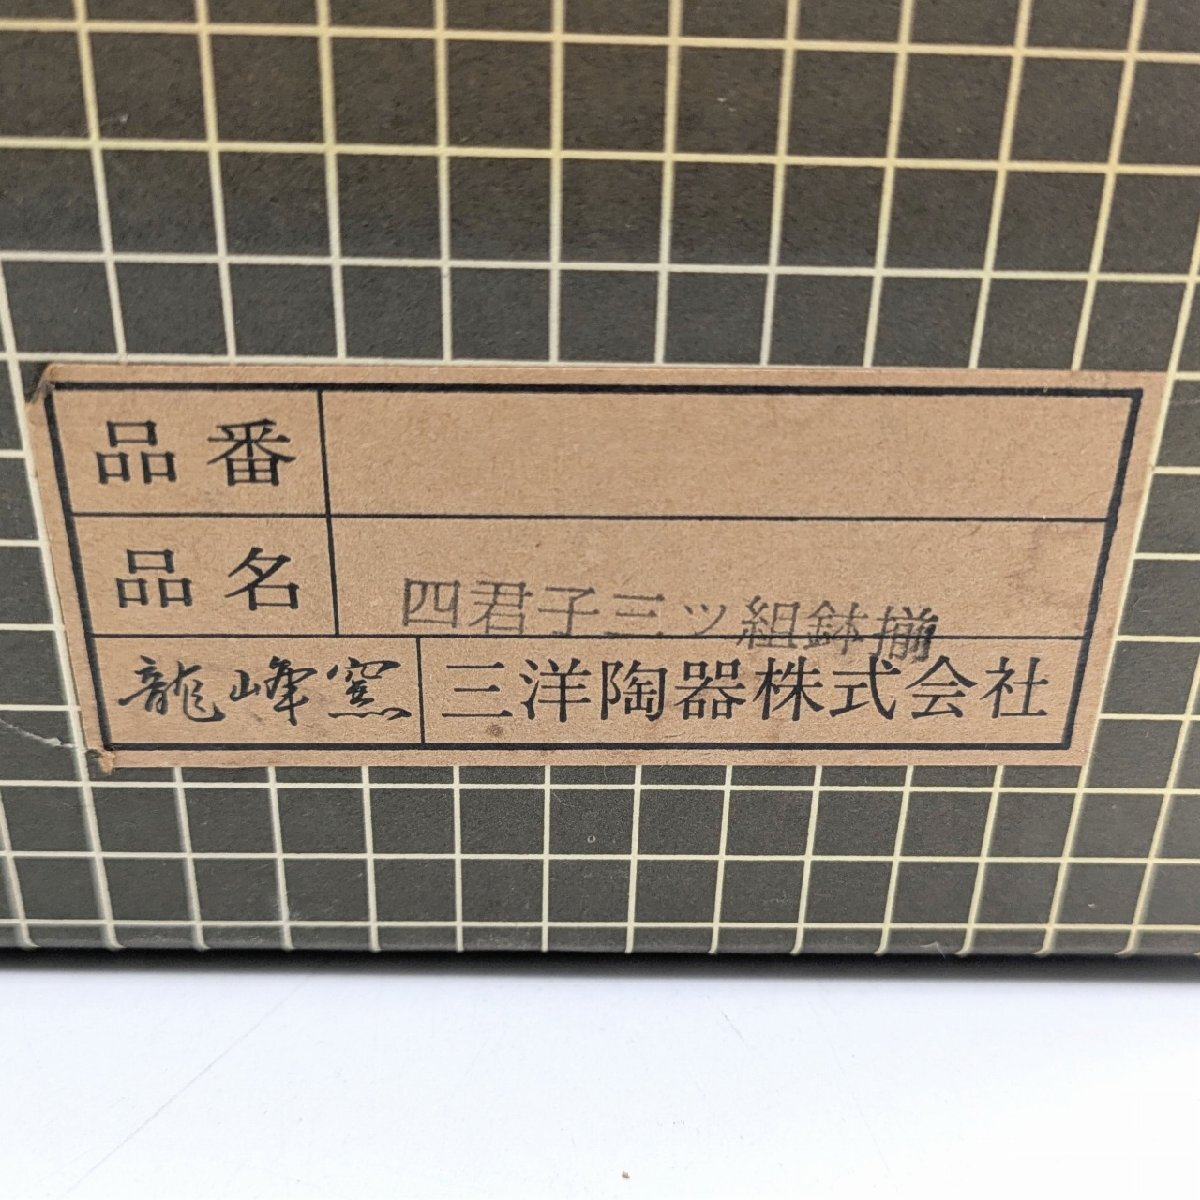 品番
品名 四君子三ッ組鉢揃
龍峰窯 三洋陶器株式会社